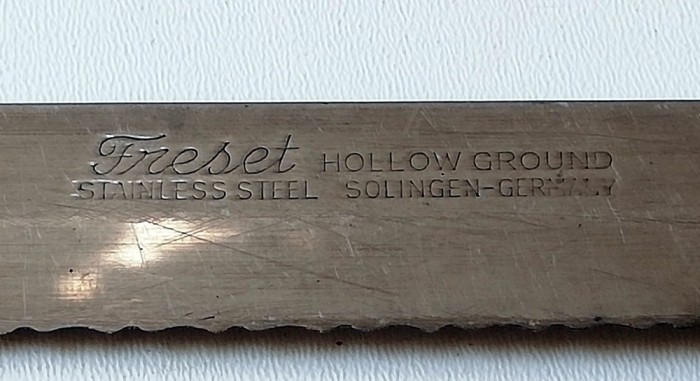 Freset HOLLOW GROUND
STAINLESS STEEL SOLINGEN-GERMANY